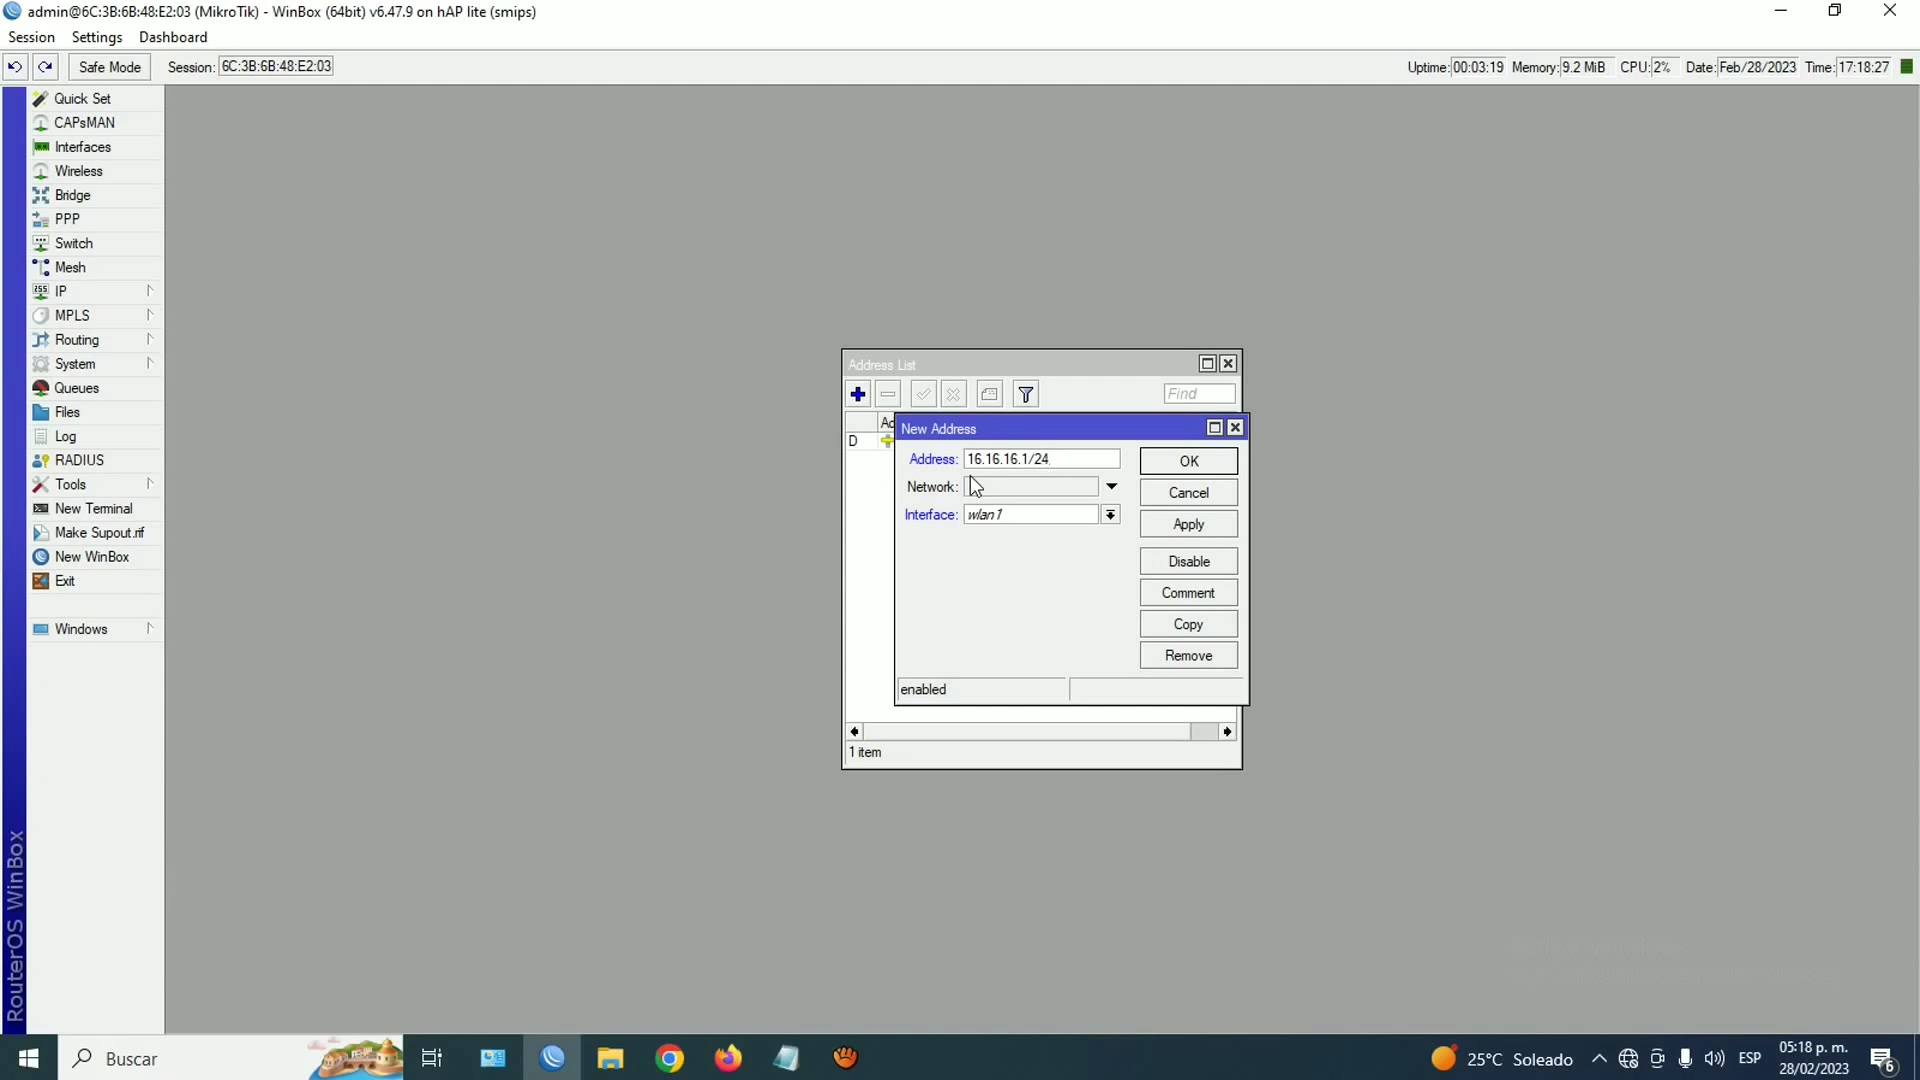 admin@6C:3B:6B:48:E2:03 (MikroTik) - WinBox (64bit) v6.47.9 on hAP lite (smips)
Session Settings Dashboard
Safe Mode Session: 6C:3B:6B:48:E2:03 Uptime: 00:03:19 Memory: 9.2 MiB CPU: 2% Date: Feb/28/2023 Time: 17:18:27
Quick Set
CAPsMAN
Interfaces
Wireless
Bridge
PPP
Switch
Mesh
IP
MPLS
Routing
System
Queues
Files
Log
RADIUS
Tools
New Terminal
Make Supout.rif
New WinBox
Exit
Windows
RouterOS WinBox
Address List
Find
Ad
D
New Address
Address: 16.16.16.1/24
Network:
Interface: wlan1
OK
Cancel
Apply
Disable
Comment
Copy
Remove
enabled
1 item
Buscar
25°C Soleado
ESP
05:18 p. m.
28/02/2023
6